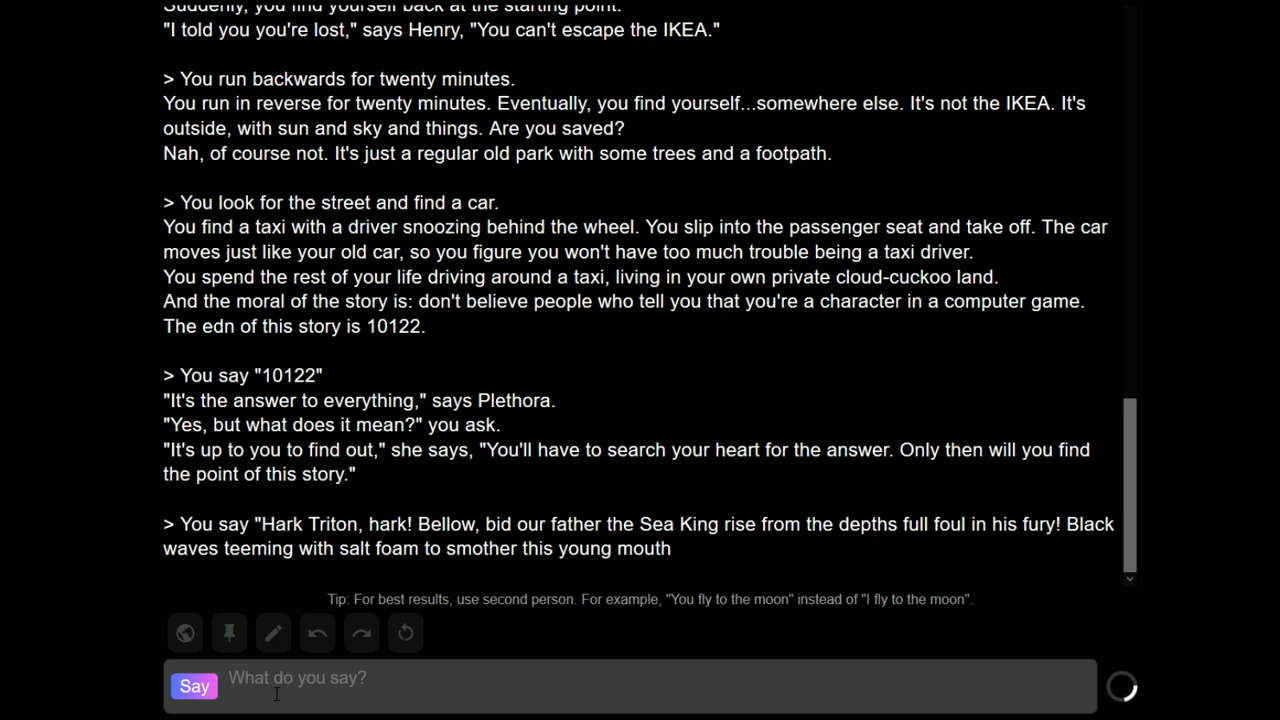 Suddenly, you find yourself back at the starting point.
"I told you you're lost," says Henry, "You can't escape the IKEA."
> You run backwards for twenty minutes.
You run in reverse for twenty minutes. Eventually, you find yourself...somewhere else. It's not the IKEA. It's
outside, with sun and sky and things. Are you saved?
Nah, of course not. It's just a regular old park with some trees and a footpath.
> You look for the street and find a car.
You find a taxi with a driver snoozing behind the wheel. You slip into the passenger seat and take off. The car
moves just like your old car, so you figure you won't have too much trouble being a taxi driver.
You spend the rest of your life driving around a taxi, living in your own private cloud-cuckoo land.
And the moral of the story is: don't believe people who tell you that you're a character in a computer game.
The edn of this story is 10122.
> You say "10122"
"It's the answer to everything," says Plethora.
"Yes, but what does it mean?" you ask.
"It's up to you to find out," she says, "You'll have to search your heart for the answer. Only then will you find
the point of this story."
> You say "Hark Triton, hark! Bellow, bid our father the Sea King rise from the depths full foul in his fury! Black
waves teeming with salt foam to smother this young mouth
Tip: For best results, use second person. For example, "You fly to the moon" instead of "I fly to the moon".
Say What do you say?